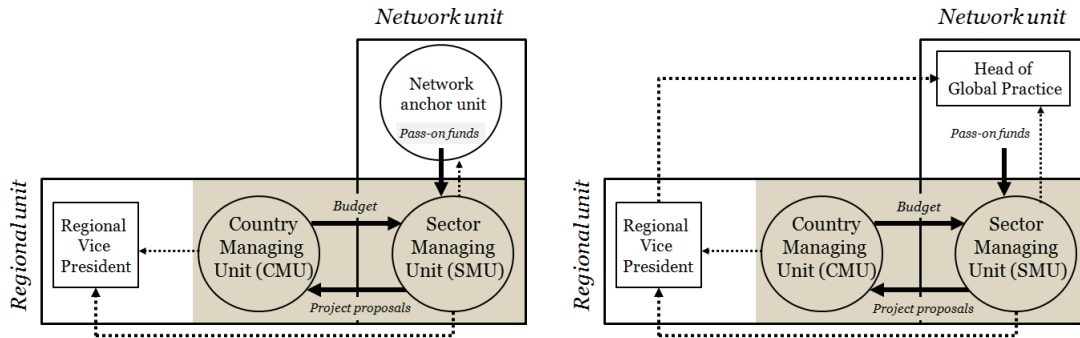 Network unit
Network
anchor unit
Pass-on funds
Regional unit
Regional
Vice
President
Country
Managing
Unit (CMU)
Budget
Sector
Managing
Unit (SMU)
Project proposals
Network unit
Head of
Global Practice
Pass-on funds
Regional unit
Regional
Vice
President
Country
Managing
Unit (CMU)
Budget
Sector
Managing
Unit (SMU)
Project proposals